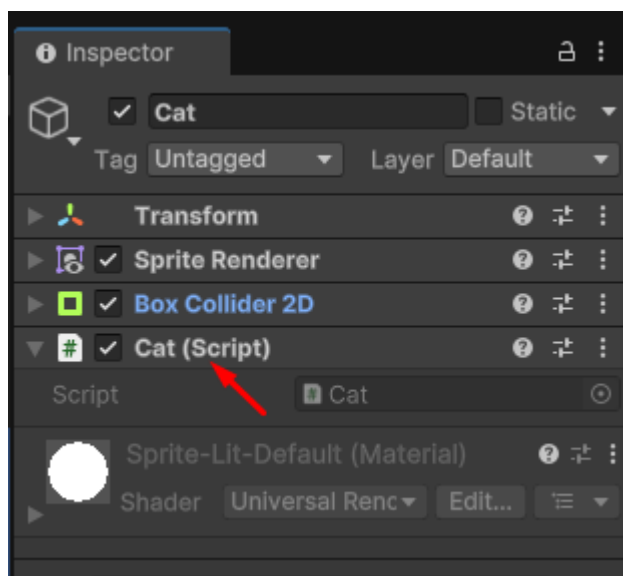 Inspector
Cat Static
Tag Untagged Layer Default
Transform
Sprite Renderer
Box Collider 2D
# Cat (Script)
Script # Cat
Sprite-Lit-Default (Material)
Shader Universal Renc Edit...